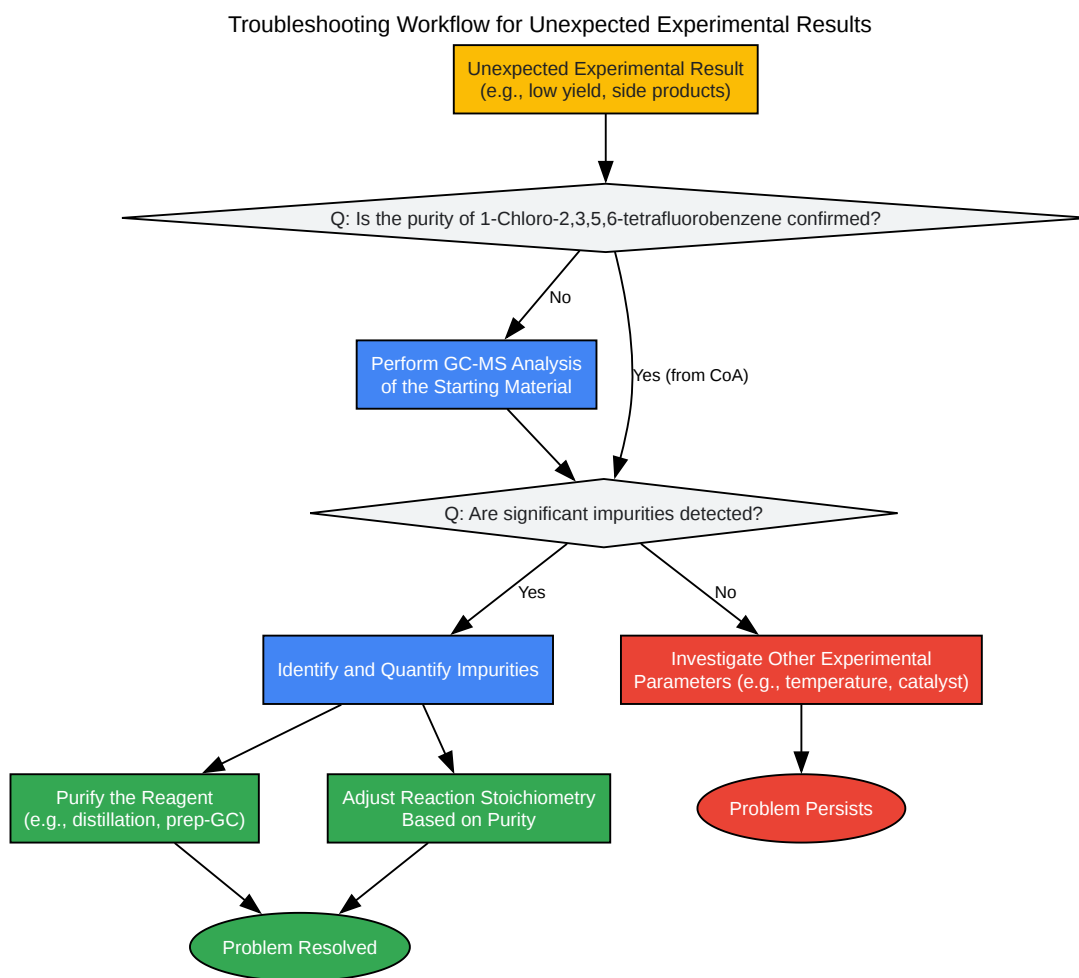 Troubleshooting Workflow for Unexpected Experimental Results
Unexpected Experimental Result
(e.g., low yield, side products)
Q: Is the purity of 1-Chloro-2,3,5,6-tetrafluorobenzene confirmed?
No
Perform GC-MS Analysis
of the Starting Material
Yes (from CoA)
Q: Are significant impurities detected?
Yes
No
Identify and Quantify Impurities
Investigate Other Experimental
Parameters (e.g., temperature, catalyst)
Purify the Reagent
(e.g., distillation, prep-GC)
Adjust Reaction Stoichiometry
Based on Purity
Problem Persists
Problem Resolved